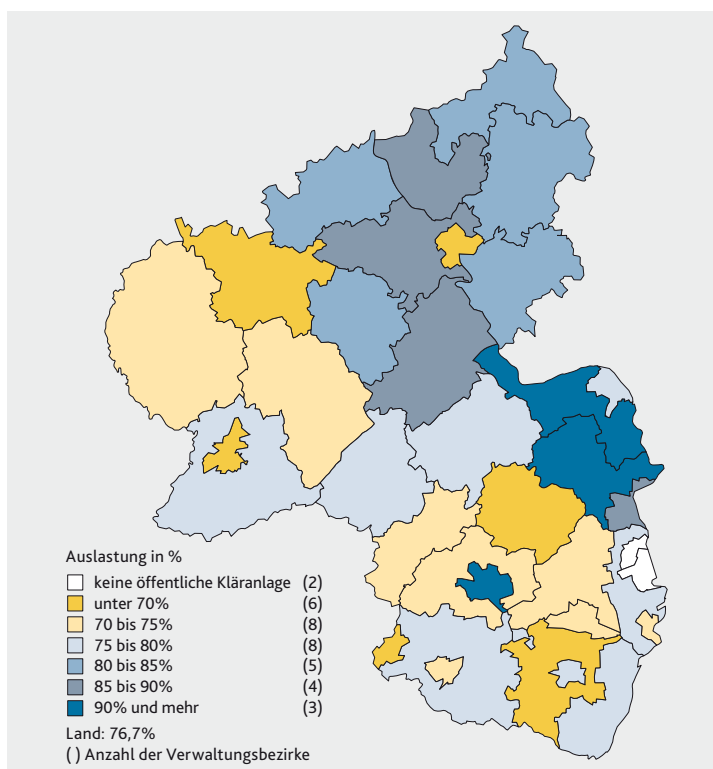 Auslastung in %
keine öffentliche Kläranlage (2)
unter 70% (6)
70 bis 75% (8)
75 bis 80% (8)
80 bis 85% (5)
85 bis 90% (4)
90% und mehr (3)
Land: 76,7%
( ) Anzahl der Verwaltungsbezirke